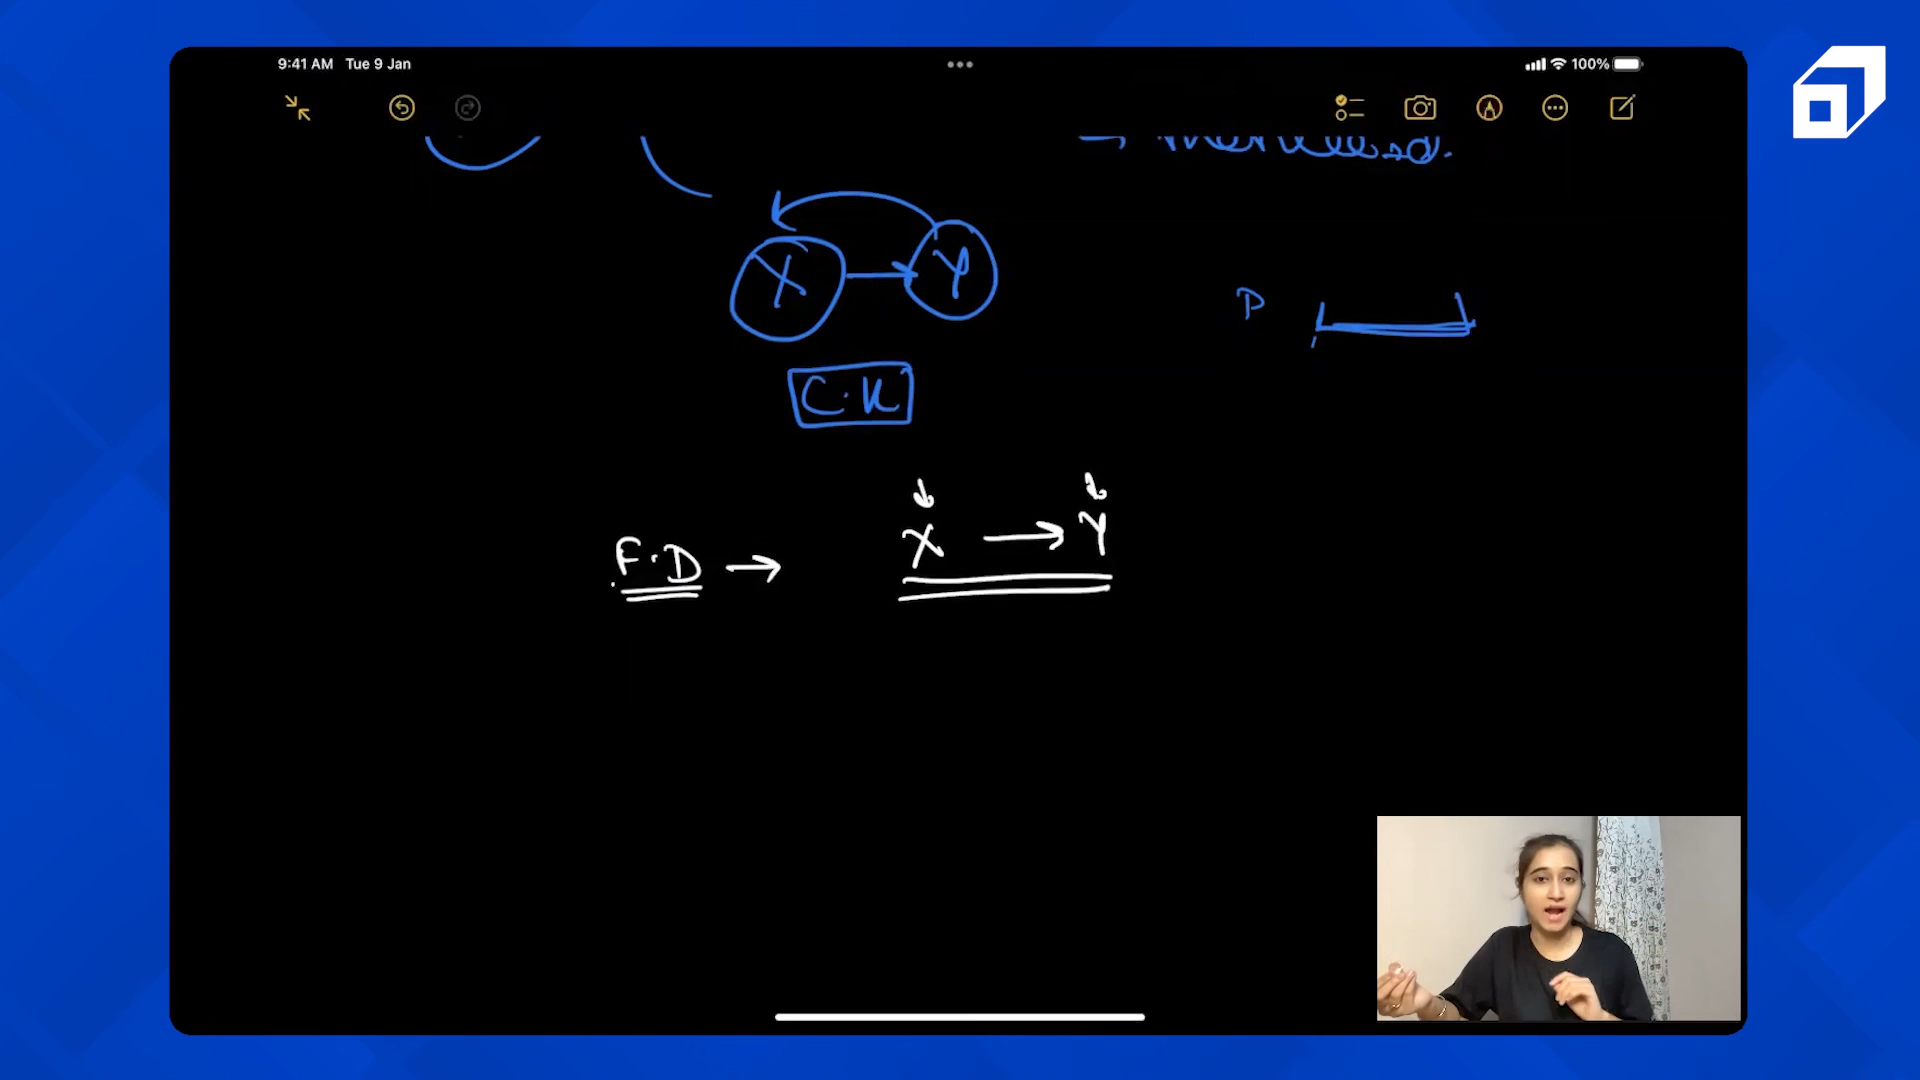 9:41 AM Tue 9 Jan
100%
X → Y
P
C.K
X → Y
F.D →